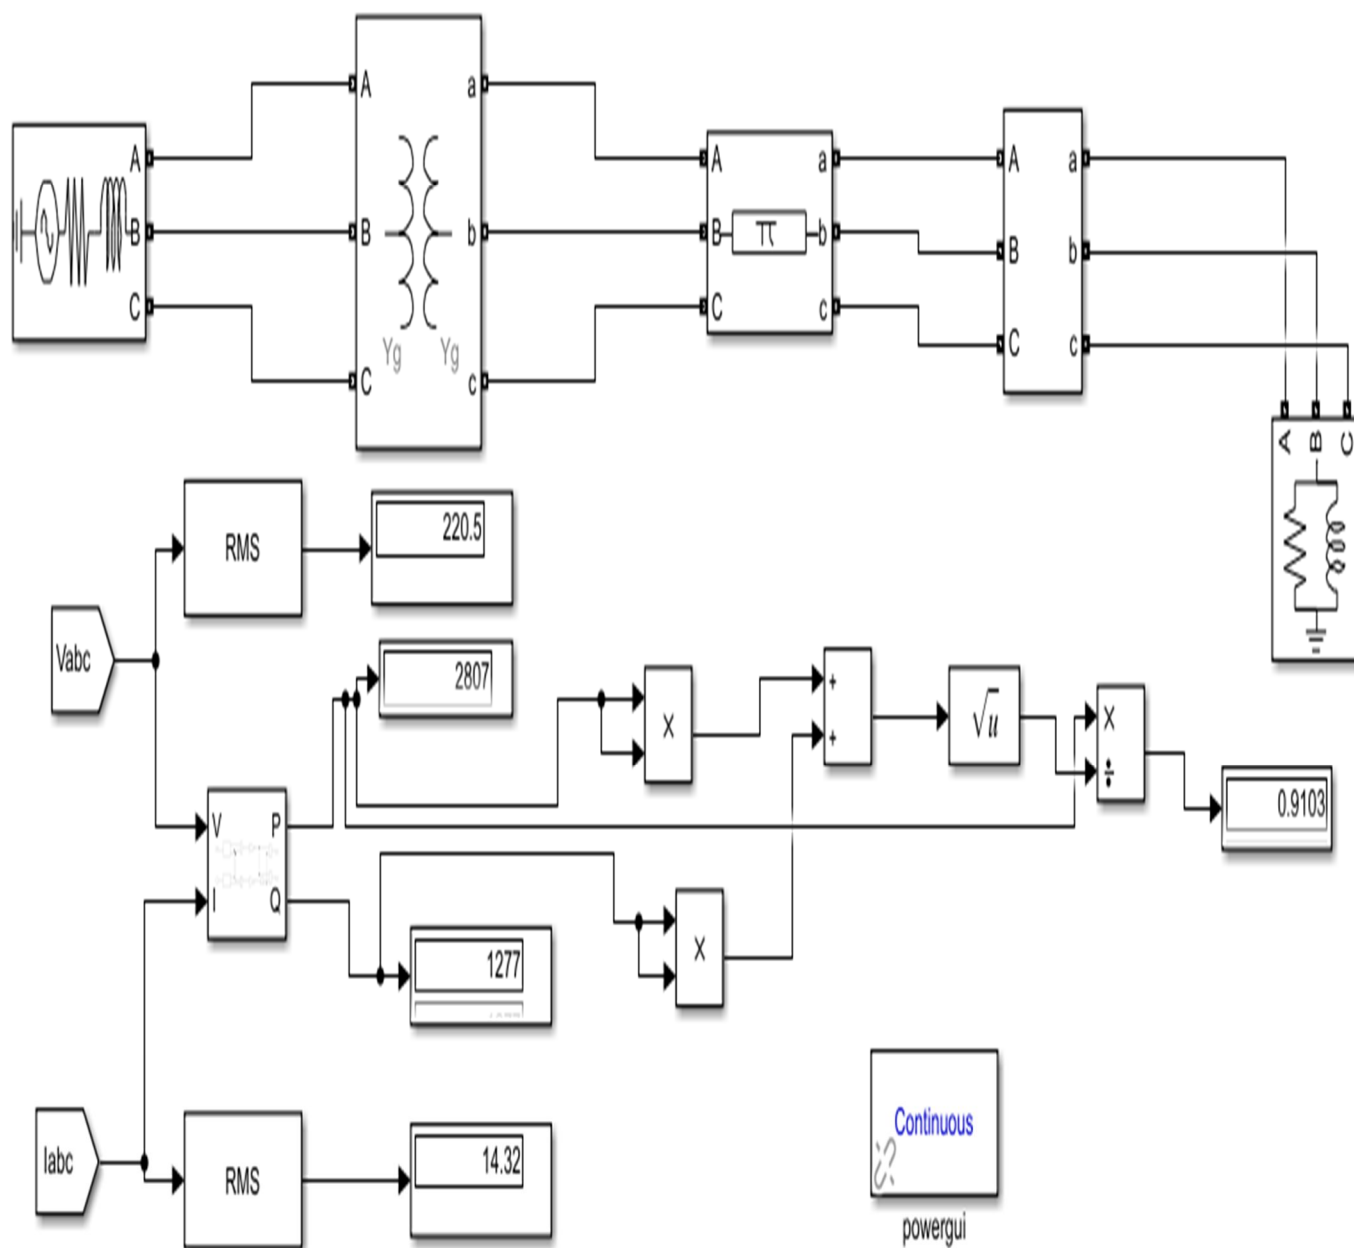 A
B
C
A
B
C
a
b
c
Yg
Yg
A
B
C
π
a
b
c
A
B
C
a
b
c
A
B
C
RMS
220.5
Vabc
2807
×
+
+
√u
×
÷
0.9103
V
I
P
Q
1277
×
Iabc
RMS
14.32
Continuous
powergui